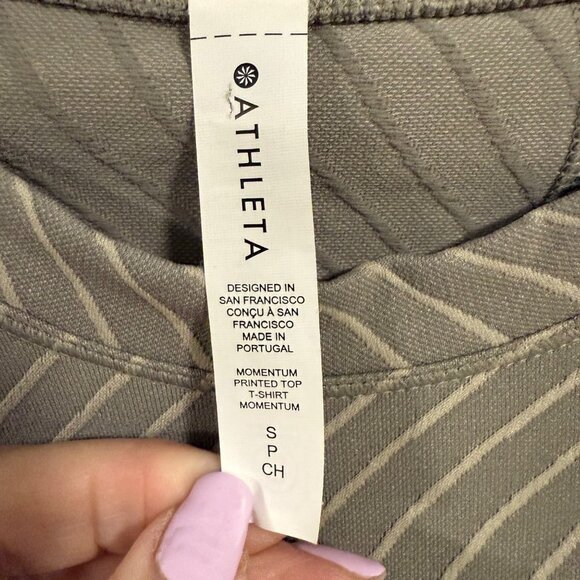 ATHLETA
DESIGNED IN
SAN FRANCISCO
CONÇU À SAN
FRANCISCO
MADE IN
PORTUGAL
MOMENTUM
PRINTED TOP
T-SHIRT
MOMENTUM
S
P
CH